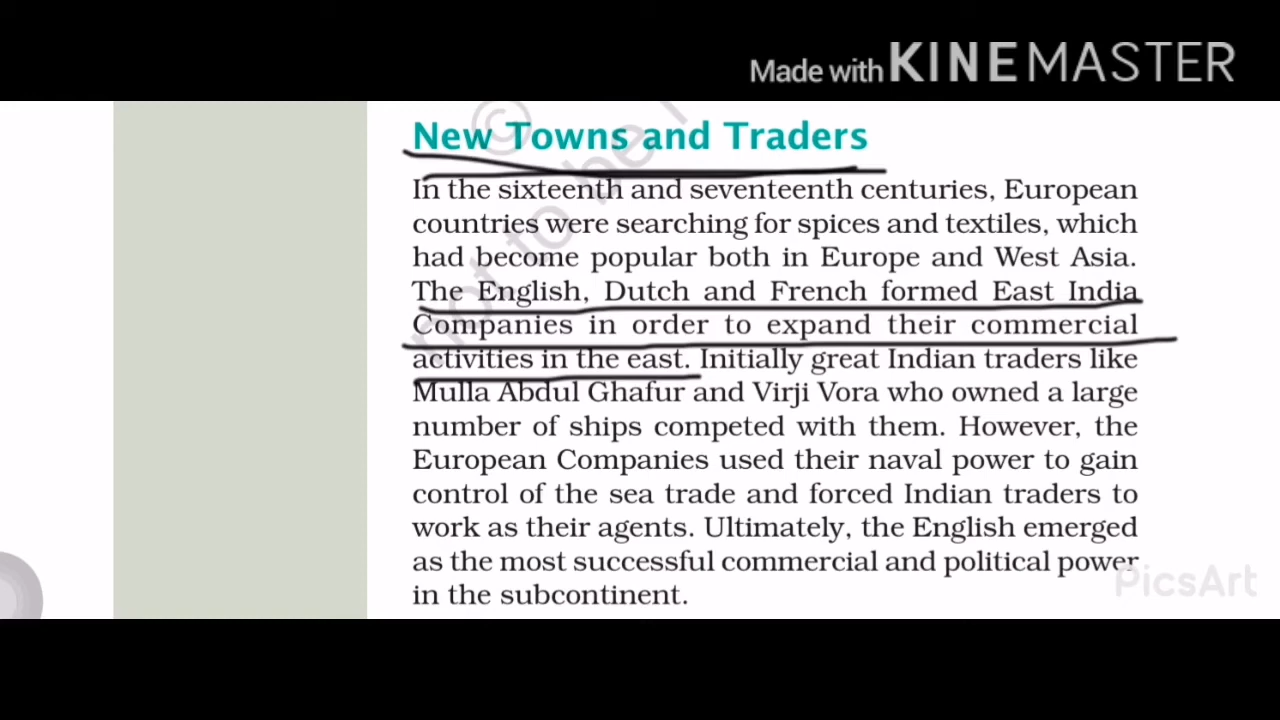 Made with KINEMASTER
New Towns and Traders
In the sixteenth and seventeenth centuries, European
countries were searching for spices and textiles, which
had become popular both in Europe and West Asia.
The English, Dutch and French formed East India
Companies in order to expand their commercial
activities in the east. Initially great Indian traders like
Mulla Abdul Ghafur and Virji Vora who owned a large
number of ships competed with them. However, the
European Companies used their naval power to gain
control of the sea trade and forced Indian traders to
work as their agents. Ultimately, the English emerged
as the most successful commercial and political power
in the subcontinent.
PicsArt
© not to be